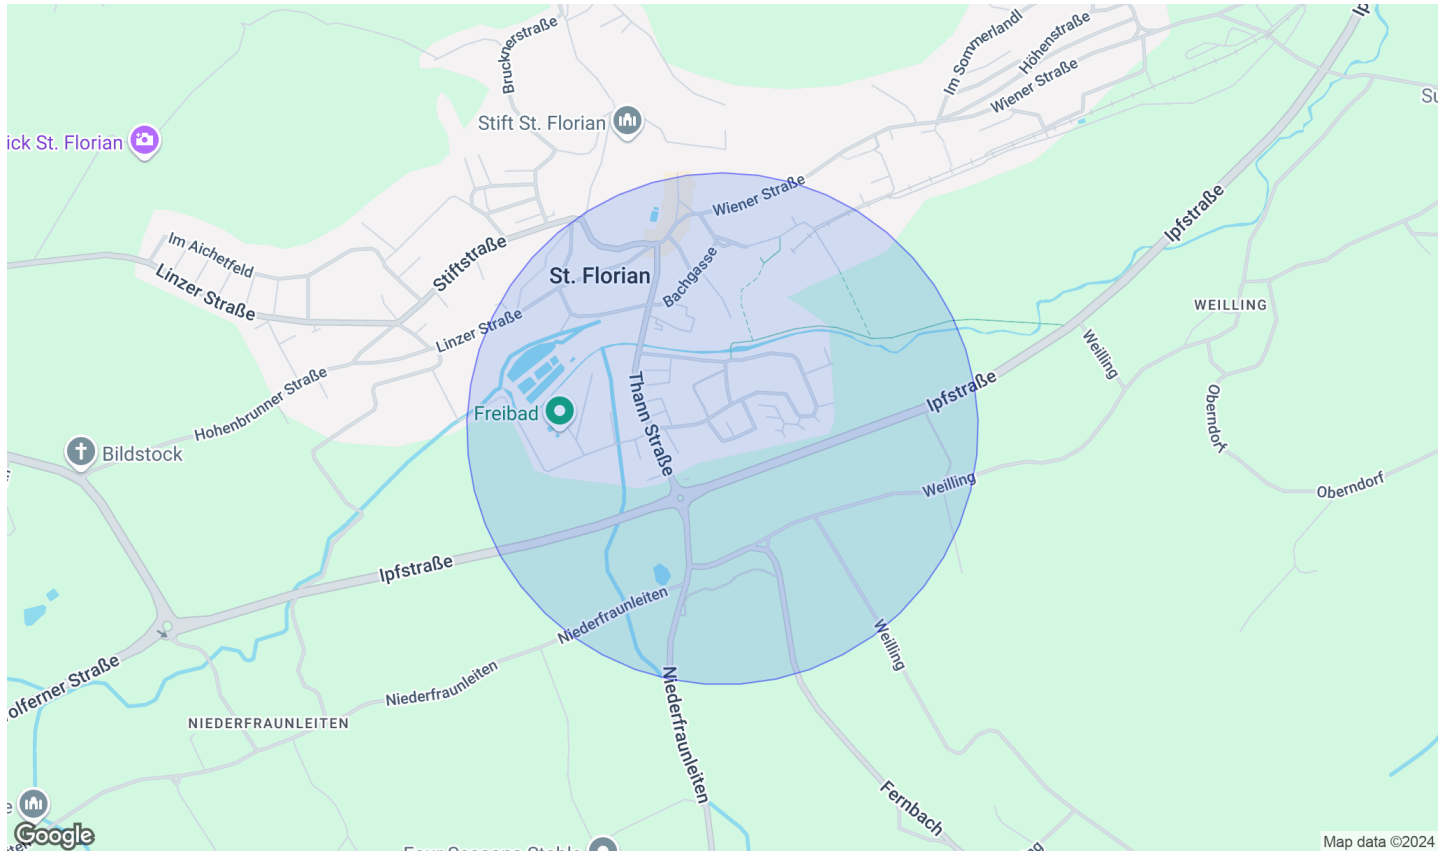 Brucknerstraße
Im Sommerlandl
Höhenstraße
Wiener Straße
Stift St. Florian
ick St. Florian
Wiener Straße
Ipfstraße
Im Aichetfeld
Stiftstraße
Linzer Straße
St. Florian
Bachgasse
WEILLING
Linzer Straße
Weilling
Hohenbrunner Straße
Thann Straße
Ipfstraße
Freibad
Oberndorf
Bildstock
Weilling
Oberndorf
Ipfstraße
Niederfraunleiten
Weilling
olferner Straße
Niederfraunleiten
Niederfraunleiten
NIEDERFRAUNLEITEN
Fernbach
Google
Map data ©2024